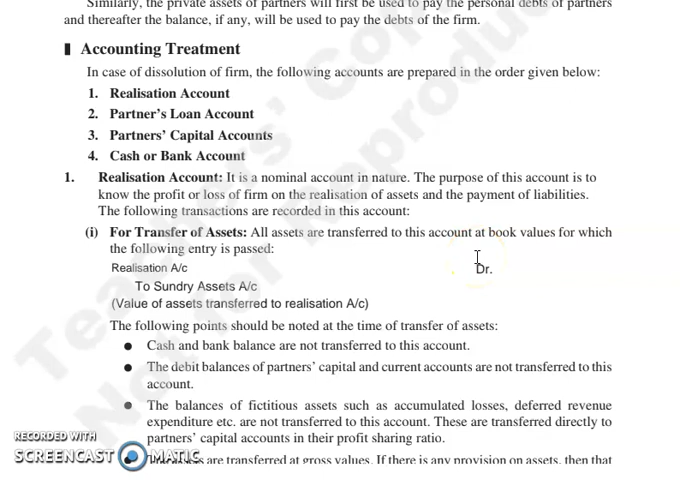 Similarly, the private assets of partners will first be used to pay the personal debts of partners
and thereafter the balance, if any, will be used to pay the debts of the firm.
Accounting Treatment
In case of dissolution of firm, the following accounts are prepared in the order given below:
1. Realisation Account
2. Partner's Loan Account
3. Partners' Capital Accounts
4. Cash or Bank Account
1. Realisation Account: It is a nominal account in nature. The purpose of this account is to
know the profit or loss of firm on the realisation of assets and the payment of liabilities.
The following transactions are recorded in this account:
(i) For Transfer of Assets: All assets are transferred to this account at book values for which
the following entry is passed:
Realisation A/c Dr.
To Sundry Assets A/c
(Value of assets transferred to realisation A/c)
The following points should be noted at the time of transfer of assets:
● Cash and bank balance are not transferred to this account.
● The debit balances of partners' capital and current accounts are not transferred to this
account.
● The balances of fictitious assets such as accumulated losses, deferred revenue
expenditure etc. are not transferred to this account. These are transferred directly to
partners' capital accounts in their profit sharing ratio.
are transferred at gross values. If there is any provision on assets, then that
Teachers' Copy
Not for Reproduc
RECORDED WITH
SCREENCAST MATIC